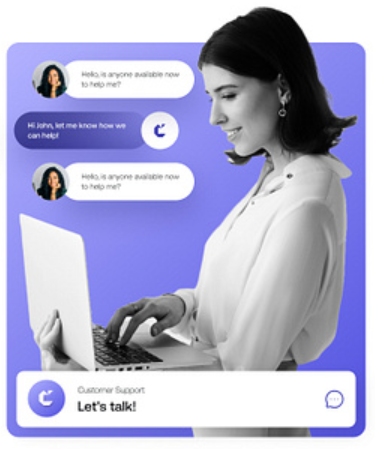 Hello, is anyone available now
to help me?
Hi John, let me know how we
can help!
Hello, is anyone available now
to help me?
Customer Support
Let's talk!